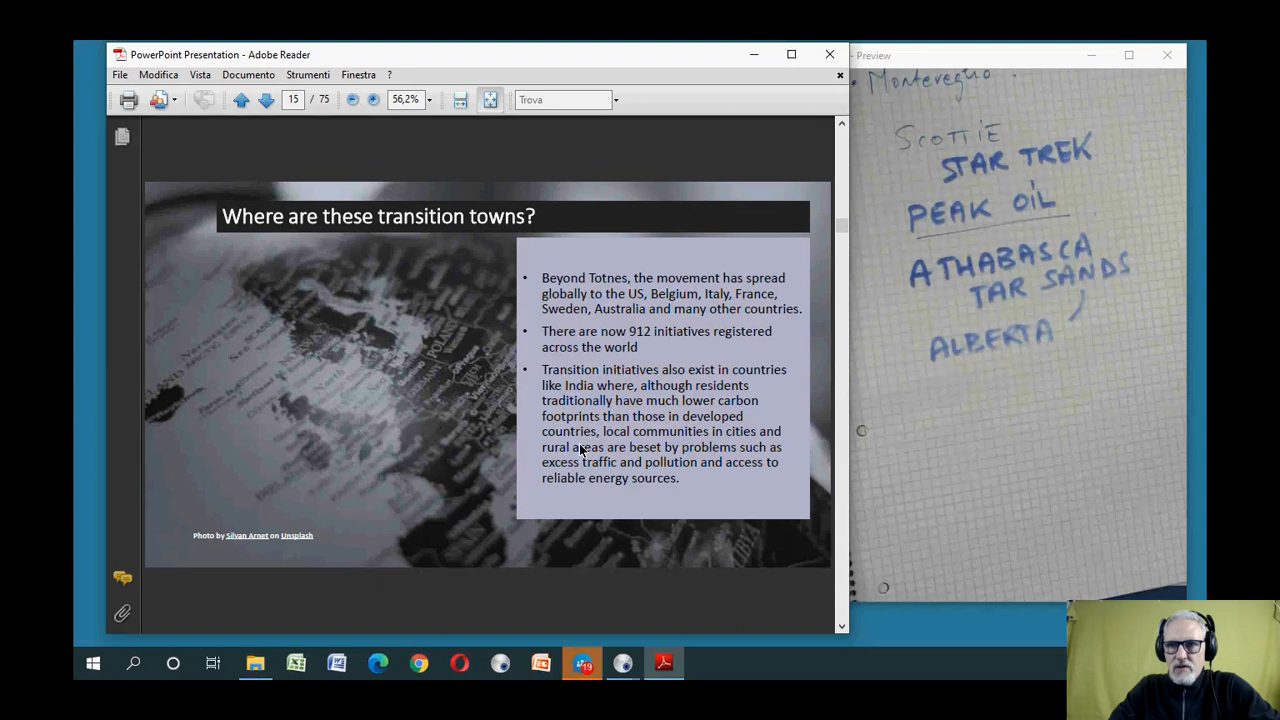 PowerPoint Presentation - Adobe Reader
File Modifica Vista Documento Strumenti Finestra ?
15 / 75 56,2% Trova
Where are these transition towns?
• Beyond Totnes, the movement has spread
globally to the US, Belgium, Italy, France,
Sweden, Australia and many other countries.
• There are now 912 initiatives registered
across the world
• Transition initiatives also exist in countries
like India where, although residents
traditionally have much lower carbon
footprints than those in developed
countries, local communities in cities and
rural areas are beset by problems such as
excess traffic and pollution and access to
reliable energy sources.
Photo by Silvan Arnet on Unsplash
- Preview
• Monteveglio
SCOTTIE
STAR TREK
PEAK OIL
ATHABASCA
TAR SANDS
ALBERTA
19